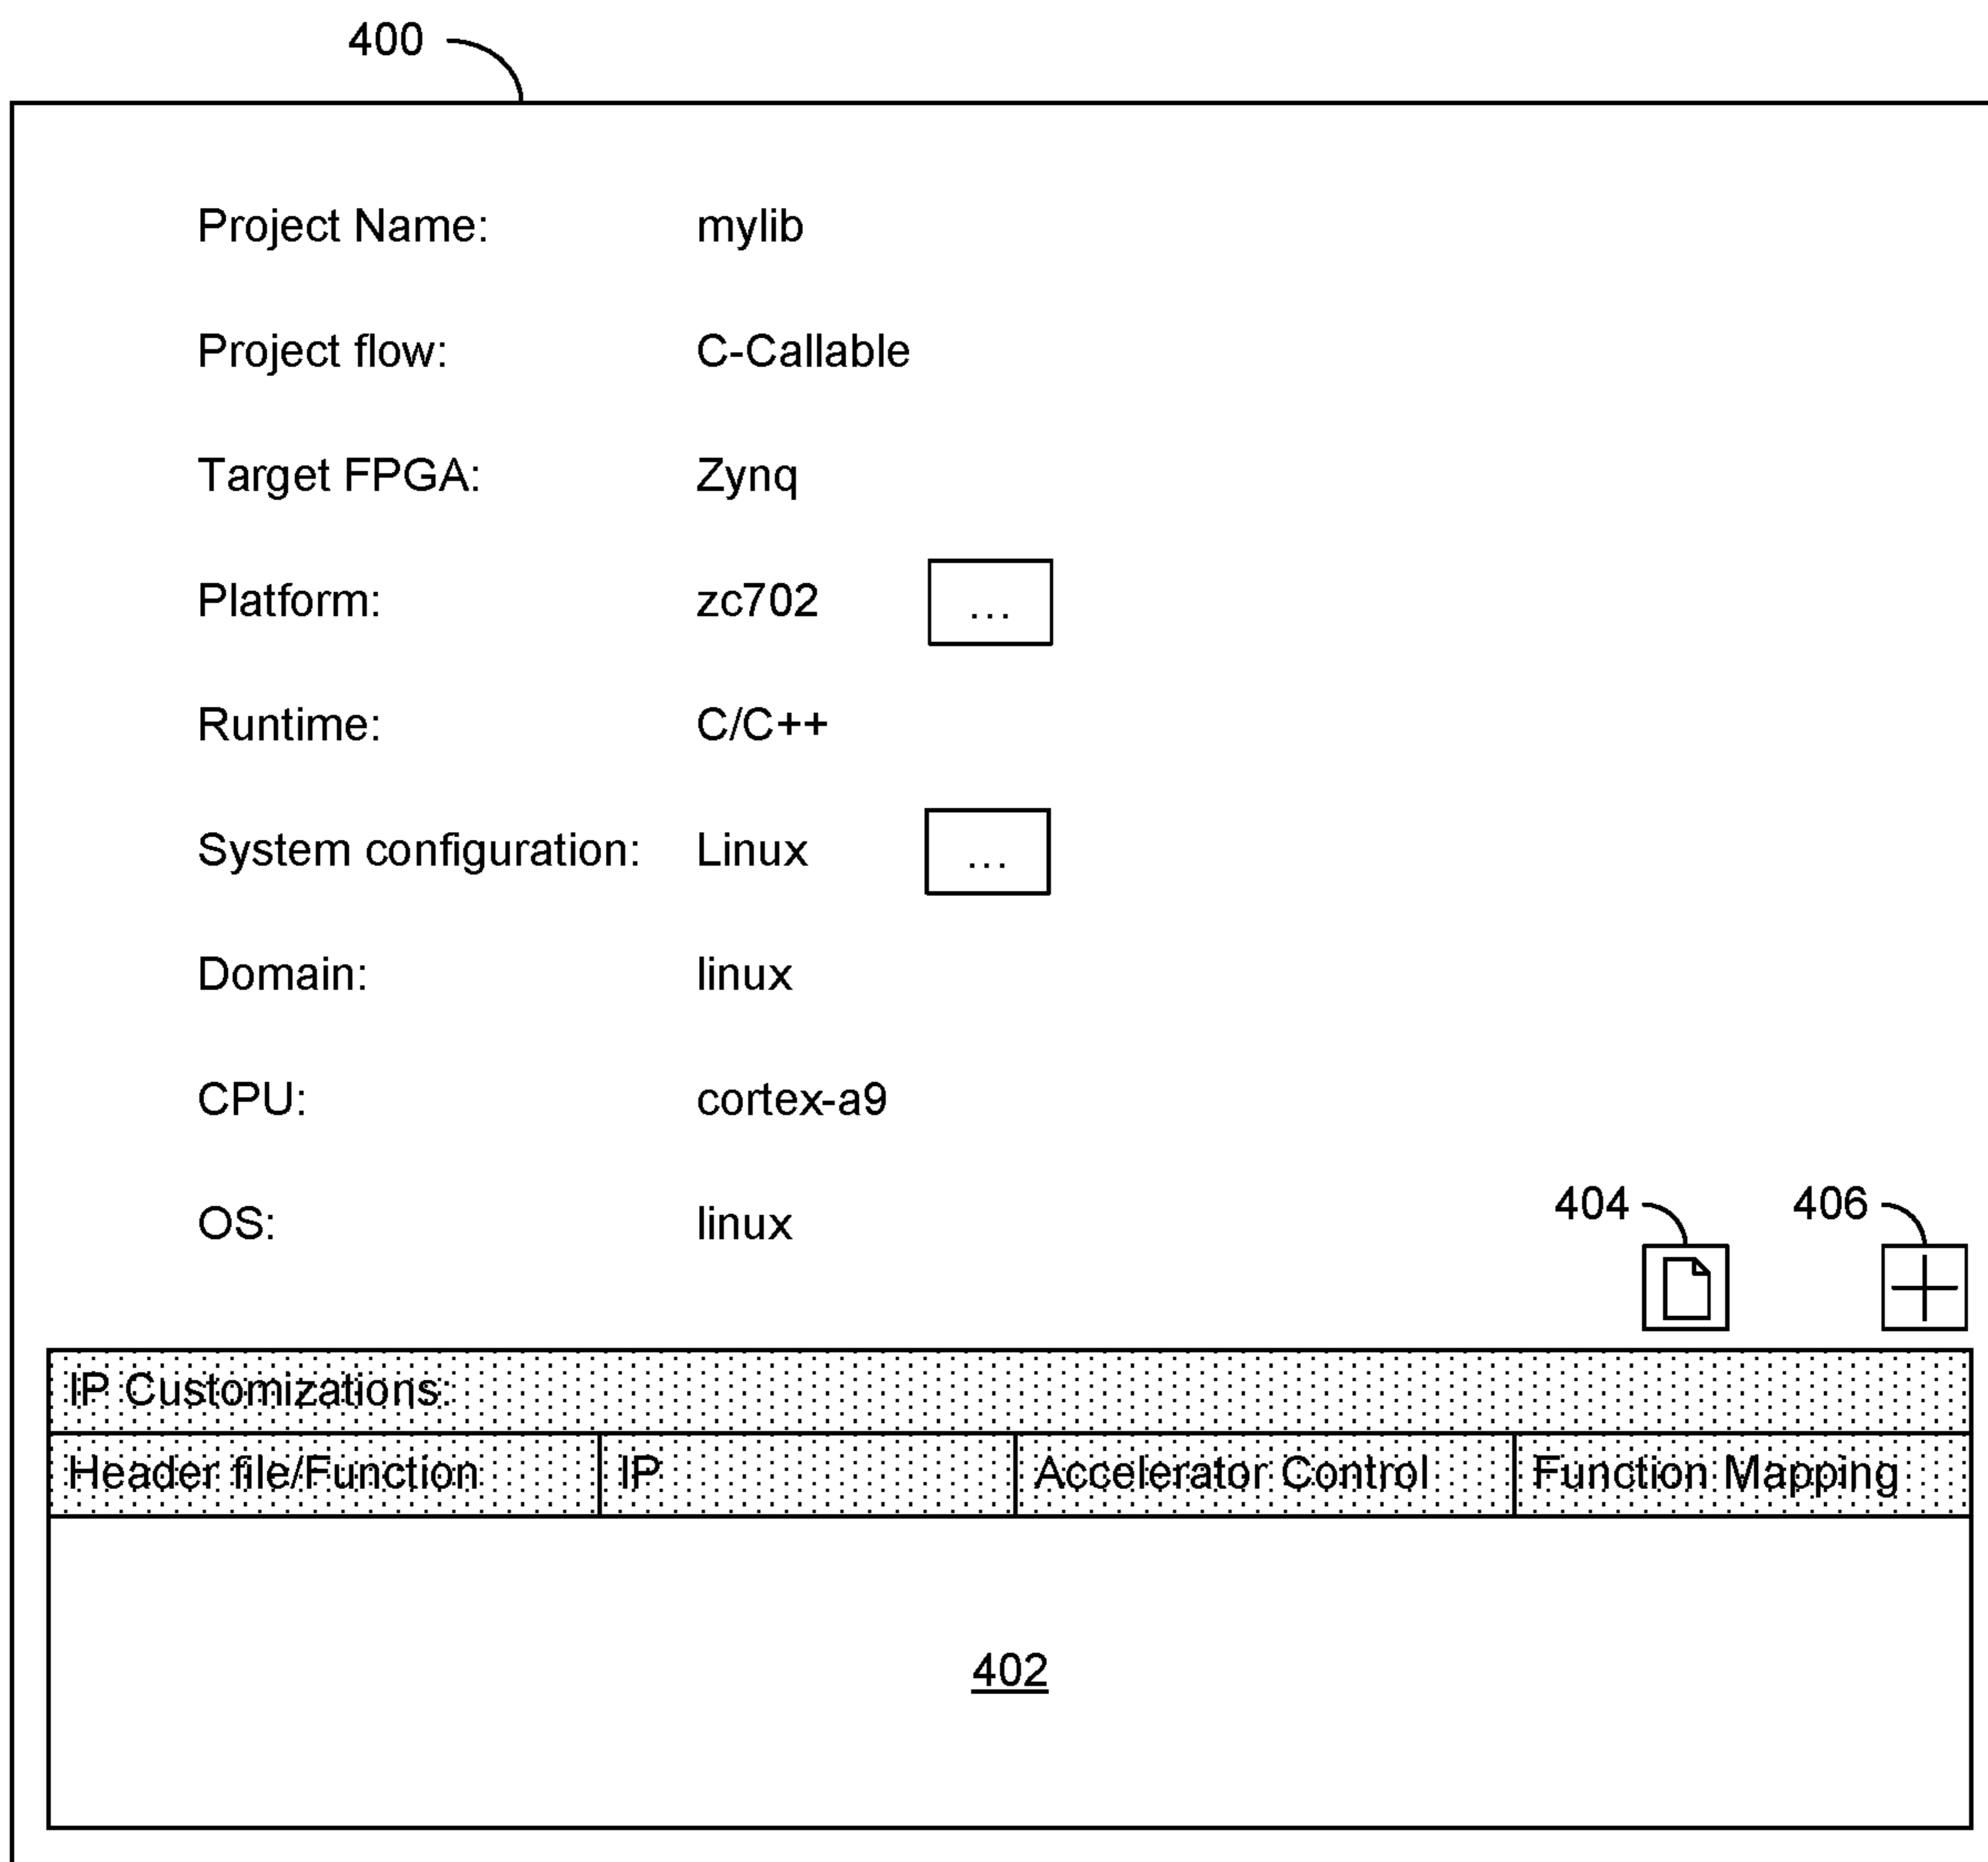 400
Project Name: mylib
Project flow: C-Callable
Target FPGA: Zynq
Platform: zc702 ...
Runtime: C/C++
System configuration: Linux ...
Domain: linux
CPU: cortex-a9
OS: linux
404 406
IP Customizations:
Header file/Function IP Accelerator Control Function Mapping
402